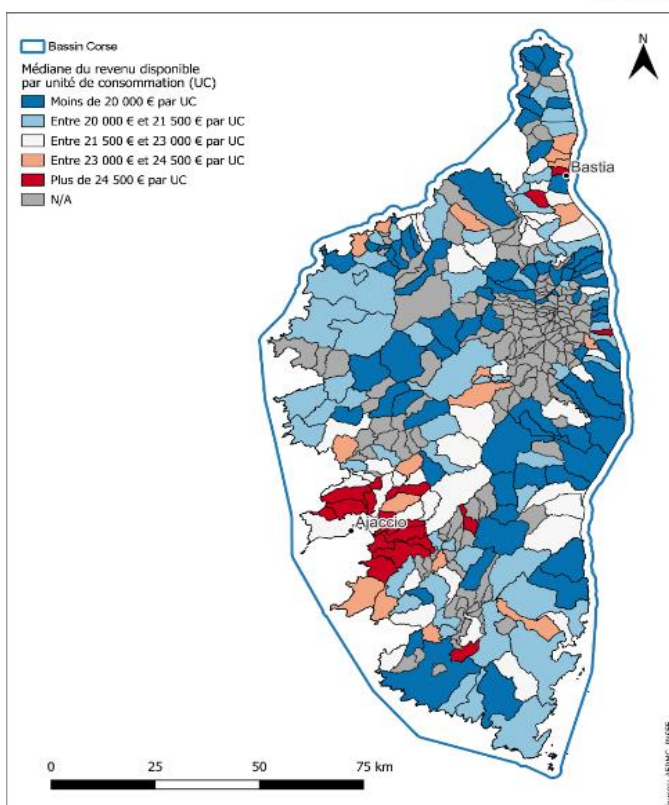 Bassin Corse
Médiane du revenu disponible
par unité de consommation (UC)
Moins de 20 000 € par UC
Entre 20 000 € et 21 500 € par UC
Entre 21 500 € et 23 000 € par UC
Entre 23 000 € et 24 500 € par UC
Plus de 24 500 € par UC
N/A
N
Bastia
Ajaccio
0 25 50 75 km